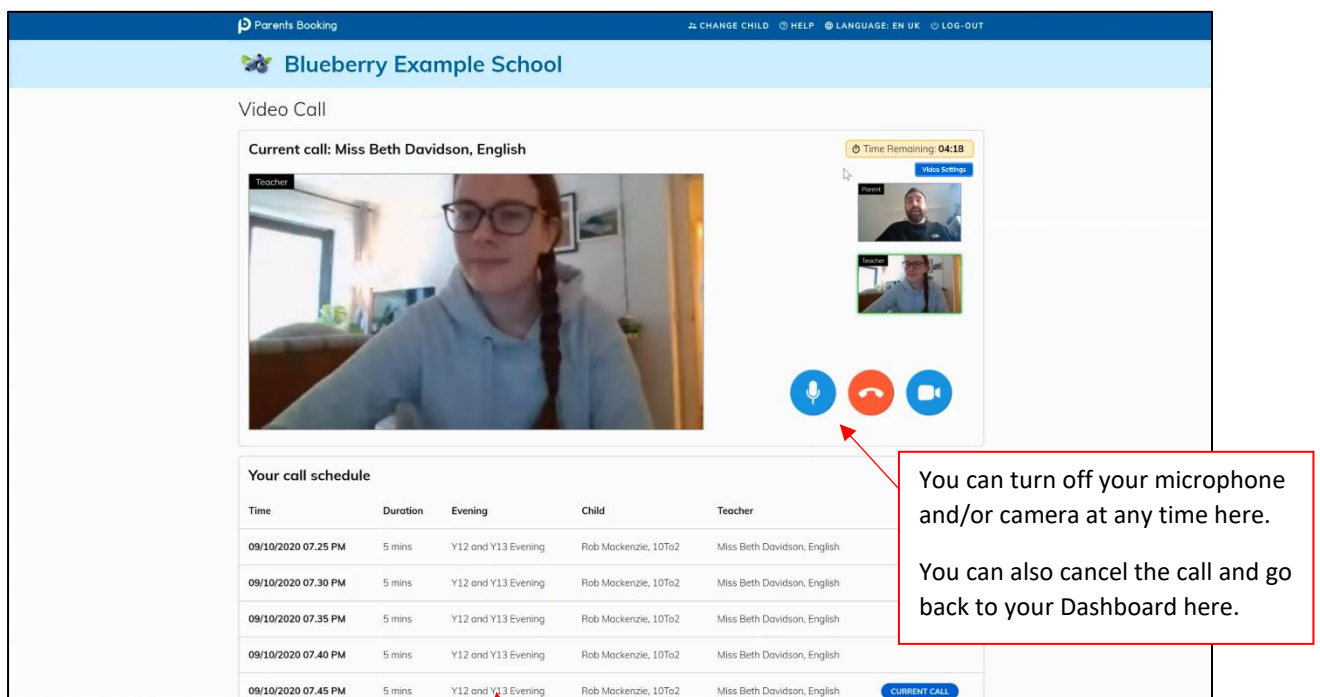 Parents Booking
CHANGE CHILD HELP LANGUAGE: EN UK LOG-OUT
Blueberry Example School
Video Call
Current call: Miss Beth Davidson, English
Time Remaining: 04:18
Video Settings
Teacher
Parent
Teacher
You can turn off your microphone
and/or camera at any time here.
You can also cancel the call and go
back to your Dashboard here.
Your call schedule
Time Duration Evening Child Teacher
09/10/2020 07.25 PM 5 mins Y12 and Y13 Evening Rob Mackenzie, 10To2 Miss Beth Davidson, English
09/10/2020 07.30 PM 5 mins Y12 and Y13 Evening Rob Mackenzie, 10To2 Miss Beth Davidson, English
09/10/2020 07.35 PM 5 mins Y12 and Y13 Evening Rob Mackenzie, 10To2 Miss Beth Davidson, English
09/10/2020 07.40 PM 5 mins Y12 and Y13 Evening Rob Mackenzie, 10To2 Miss Beth Davidson, English
09/10/2020 07.45 PM 5 mins Y12 and Y13 Evening Rob Mackenzie, 10To2 Miss Beth Davidson, English CURRENT CALL